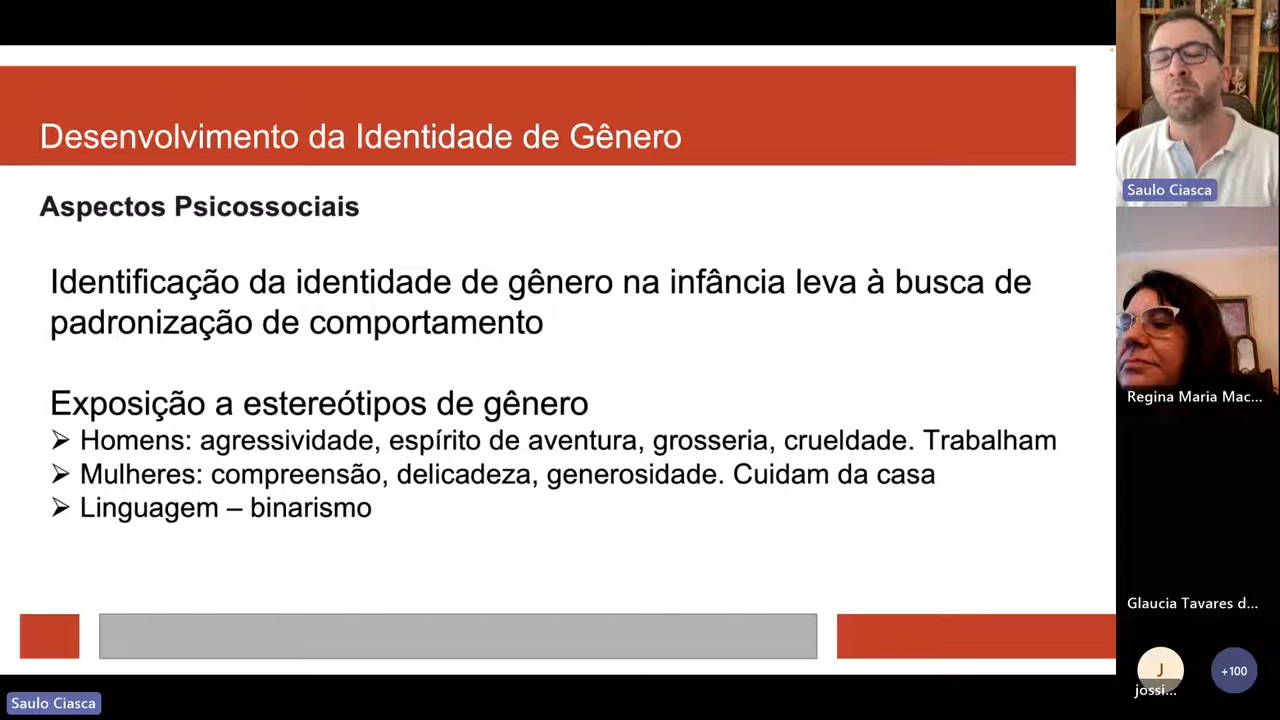 Desenvolvimento da Identidade de Gênero
Aspectos Psicossociais
Identificação da identidade de gênero na infância leva à busca de
padronização de comportamento
Exposição a estereótipos de gênero
➢ Homens: agressividade, espírito de aventura, grosseria, crueldade. Trabalham
➢ Mulheres: compreensão, delicadeza, generosidade. Cuidam da casa
➢ Linguagem – binarismo
Saulo Ciasca
Saulo Ciasca
Regina Maria Mac...
Glaucia Tavares d...
J
jossi...
+100